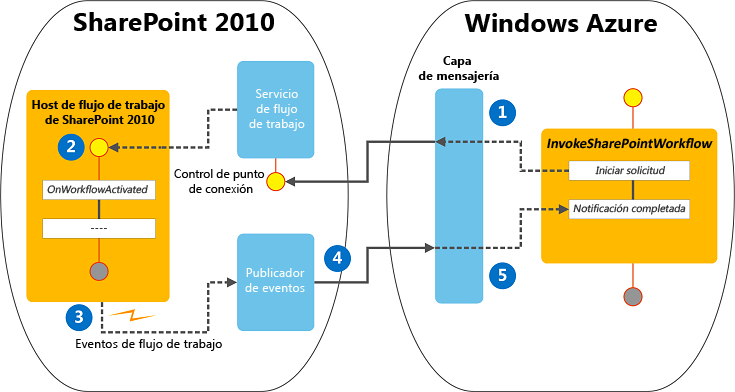 SharePoint 2010
Windows Azure
Host de flujo de trabajo
de SharePoint 2010
2
OnWorkflowActivated
----
3
Eventos de flujo de trabajo
Servicio
de flujo
de trabajo
Control de punto
de conexión
Publicador
de eventos
4
Capa
de mensajería
1
5
InvokeSharePointWorkflow
Iniciar solicitud
Notificación completada